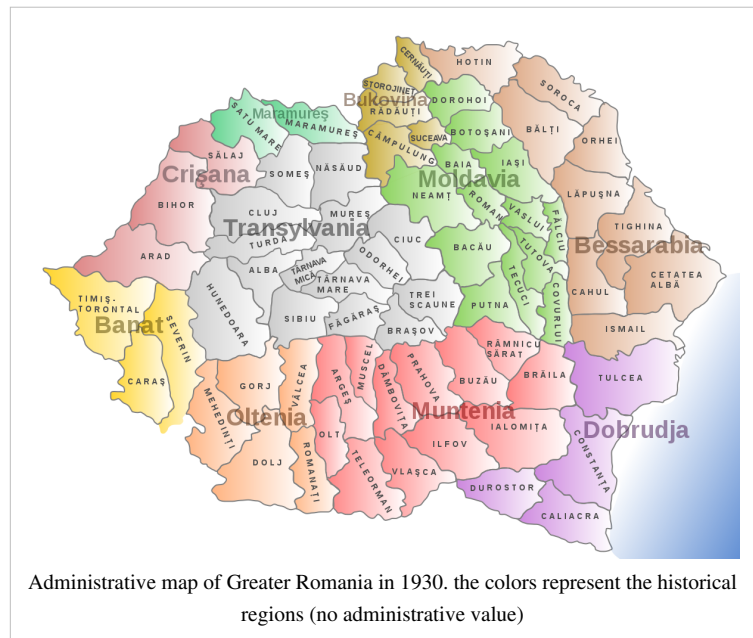 CERNĂUȚI
HOTIN
STOROJINEȚ
Bukovina
RĂDĂUȚI
DOROHOI
SOROCA
SUCEAVA
BOTOȘANI
BĂLȚI
ORHEI
Maramureș
SATU MARE
MARAMUREȘ
CÂMPULUNG
BAIA
IAȘI
SĂLAJ
Crisana
SOMEȘ
NĂSĂUD
Moldavia
NEAMȚ
ROMAN
VASLUI
FĂLCIU
LĂPUȘNA
BIHOR
CLUJ
MUREȘ
Transylvania
TURDA
CIUC
BACĂU
TUTOVA
TIGHINA
Bessarabia
ARAD
ALBA
TÂRNAVA
MICĂ
ODORHEI
TÂRNAVA
MARE
TECUCI
COVURLUI
CETATEA
ALBĂ
CAHUL
TIMIȘ-
TORONTAL
Banat
SEVERIN
HUNEDOARA
SIBIU
FĂGĂRAȘ
TREI
SCAUNE
BRAȘOV
PUTNA
ISMAIL
CARAȘ
GORJ
VÂLCEA
ARGEȘ
MUSCEL
DÂMBOVIȚA
PRAHOVA
BUZĂU
RÂMNICU
SĂRAT
BRĂILA
TULCEA
MEHEDINȚI
Oltenia
Muntenia
DOLJ
ROMANAȚI
OLT
TELEORMAN
VLAȘCA
ILFOV
IALOMIȚA
Dobrudja
CONSTANȚA
DUROSTOR
CALIACRA
Administrative map of Greater Romania in 1930. the colors represent the historical
regions (no administrative value)